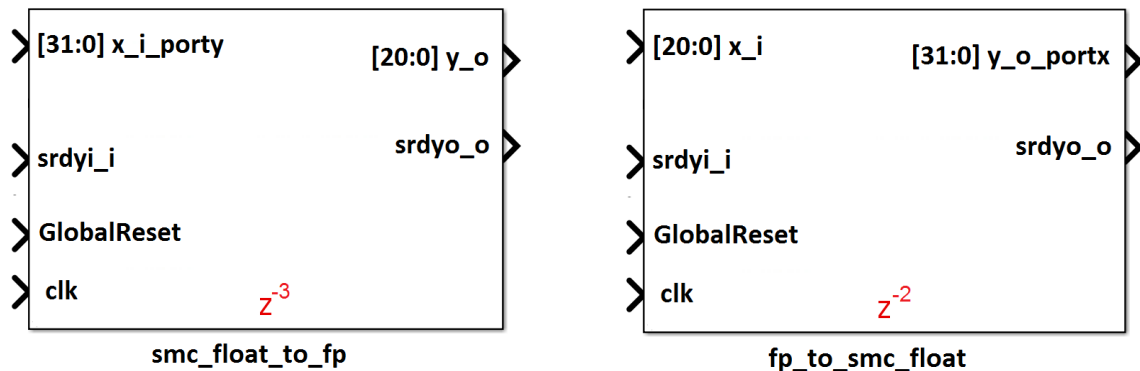 [31:0] x_i_porty
[20:0] y_o
srdyi_i
srdyo_o
GlobalReset
clk
z-3
smc_float_to_fp
[20:0] x_i
[31:0] y_o_portx
srdyi_i
srdyo_o
GlobalReset
clk
z-2
fp_to_smc_float